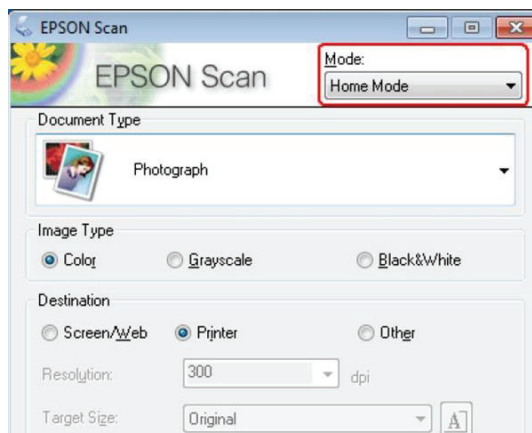 EPSON Scan
EPSON Scan
Mode:
Home Mode
Document Type
Photograph
Image Type
Color Grayscale Black&White
Destination
Screen/Web Printer Other
Resolution: 300 dpi
Target Size: Original A